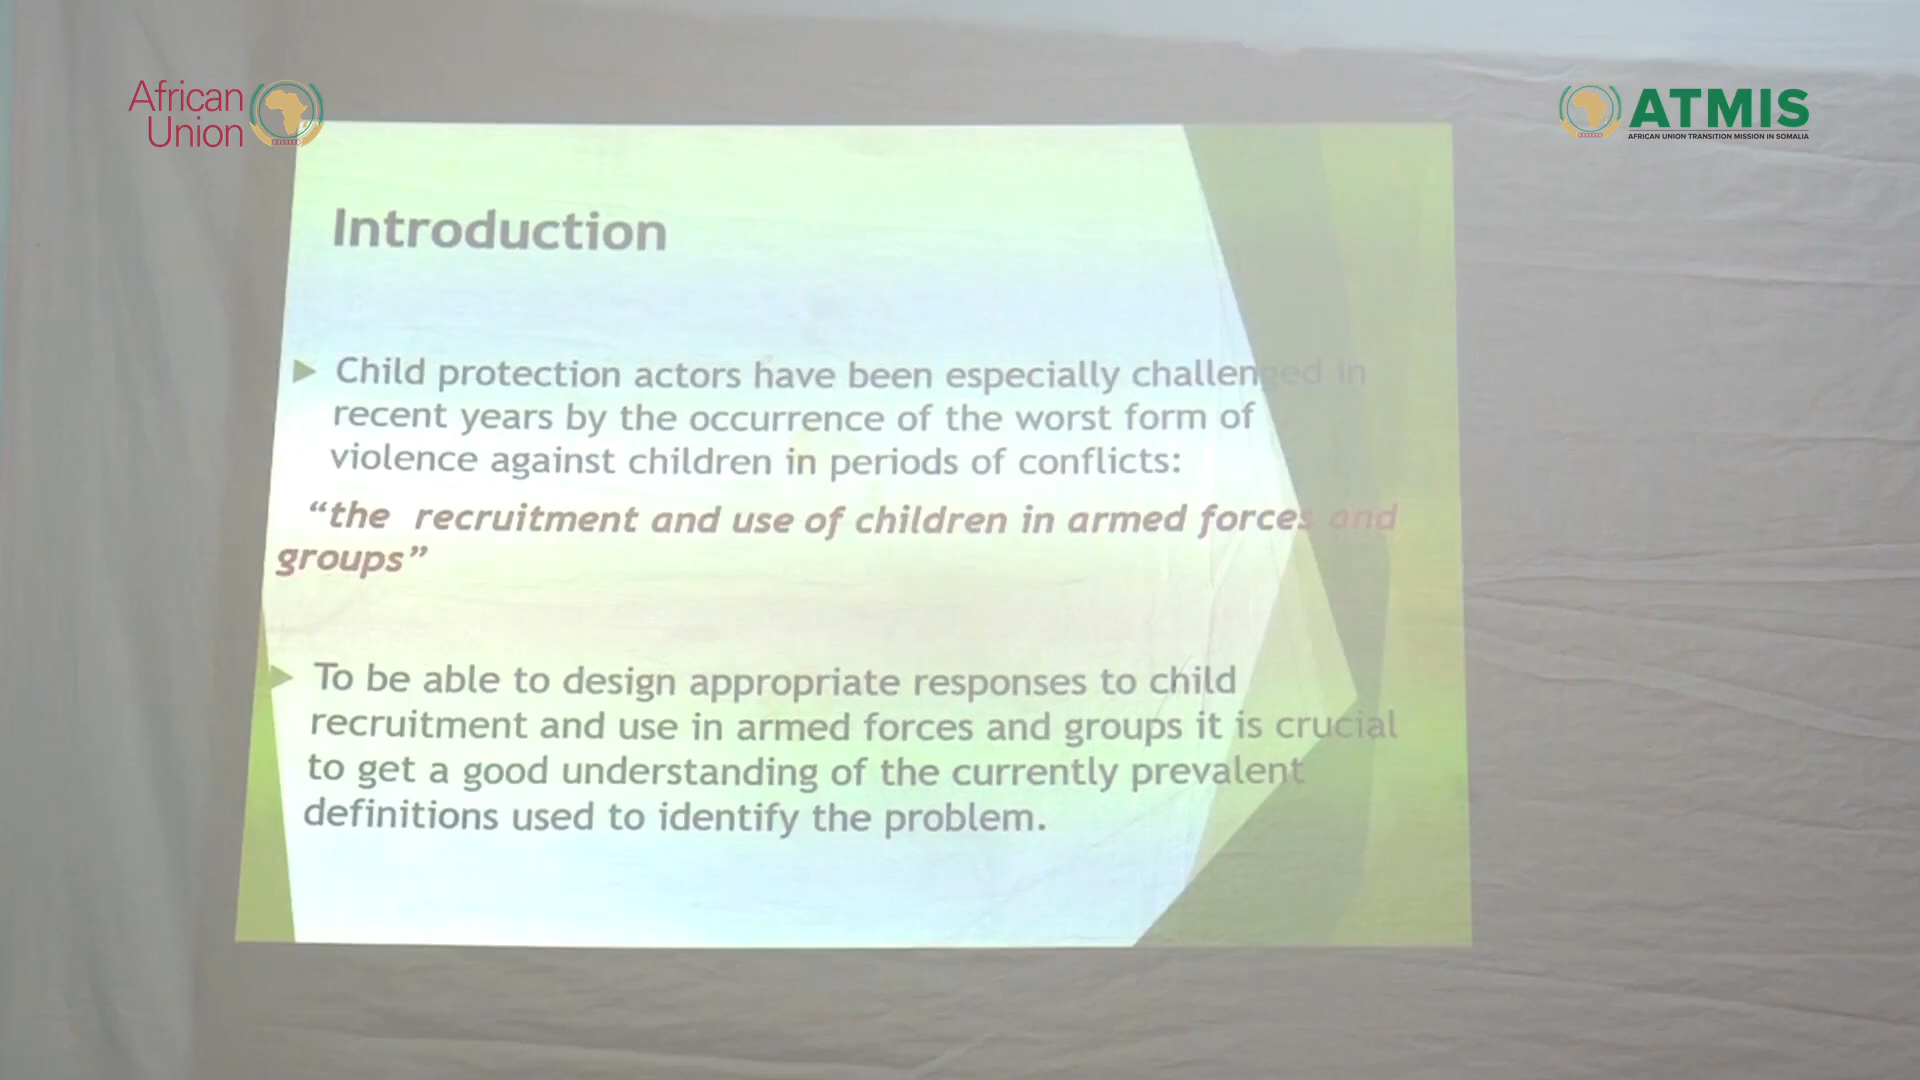 African
Union
ATMIS
AFRICAN UNION TRANSITION MISSION IN SOMALIA
Introduction
Child protection actors have been especially challenged in
recent years by the occurrence of the worst form of
violence against children in periods of conflicts:
“the recruitment and use of children in armed forces and
groups”
To be able to design appropriate responses to child
recruitment and use in armed forces and groups it is crucial
to get a good understanding of the currently prevalent
definitions used to identify the problem.